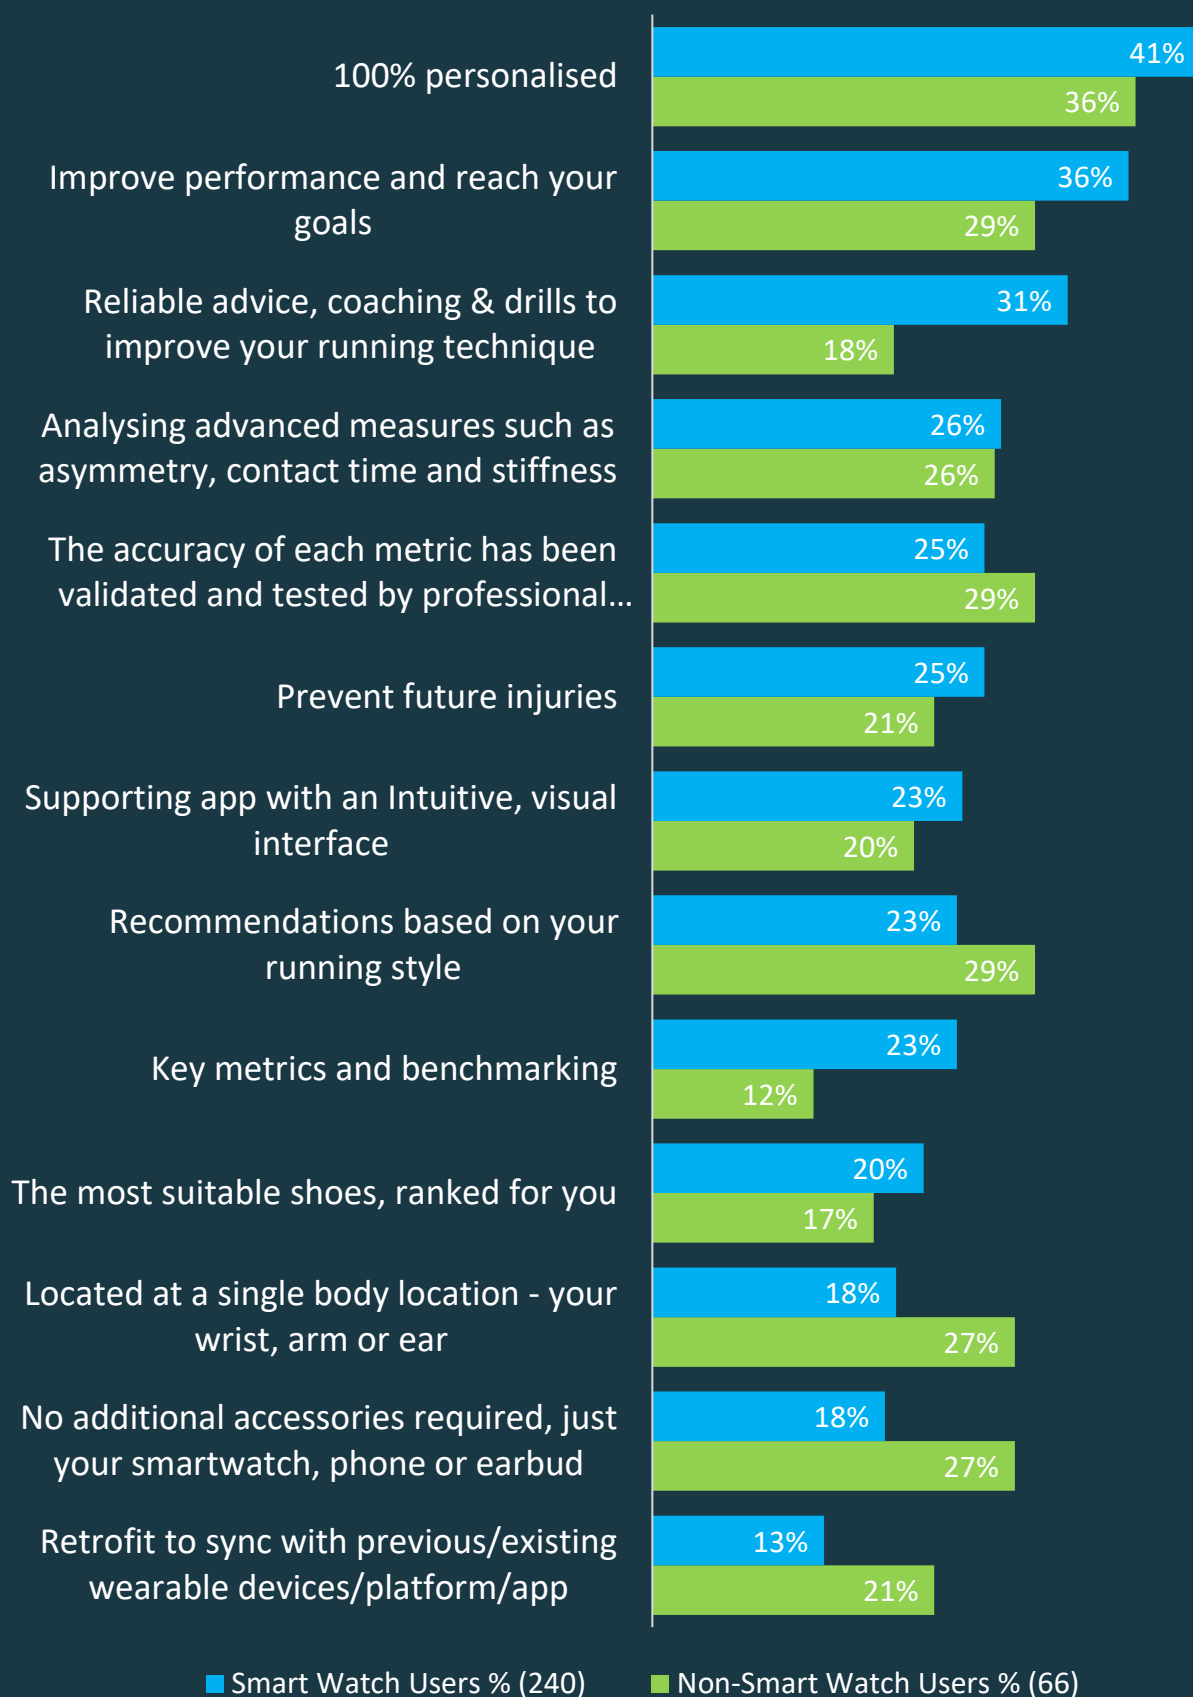 100% personalised
41%
36%
Improve performance and reach your
goals
36%
29%
Reliable advice, coaching & drills to
improve your running technique
31%
18%
Analysing advanced measures such as
asymmetry, contact time and stiffness
26%
26%
The accuracy of each metric has been
validated and tested by professional...
25%
29%
Prevent future injuries
25%
21%
Supporting app with an Intuitive, visual
interface
23%
20%
Recommendations based on your
running style
23%
29%
Key metrics and benchmarking
23%
12%
The most suitable shoes, ranked for you
20%
17%
Located at a single body location - your
wrist, arm or ear
18%
27%
No additional accessories required, just
your smartwatch, phone or earbud
18%
27%
Retrofit to sync with previous/existing
wearable devices/platform/app
13%
21%
Smart Watch Users % (240)
Non-Smart Watch Users % (66)